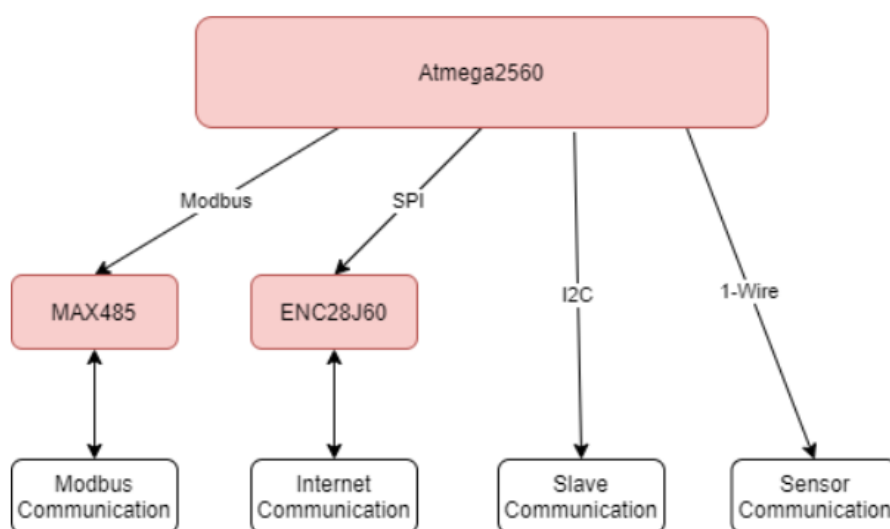 Atmega2560
Modbus
SPI
I2C
1-Wire
MAX485
ENC28J60
Modbus
Communication
Internet
Communication
Slave
Communication
Sensor
Communication